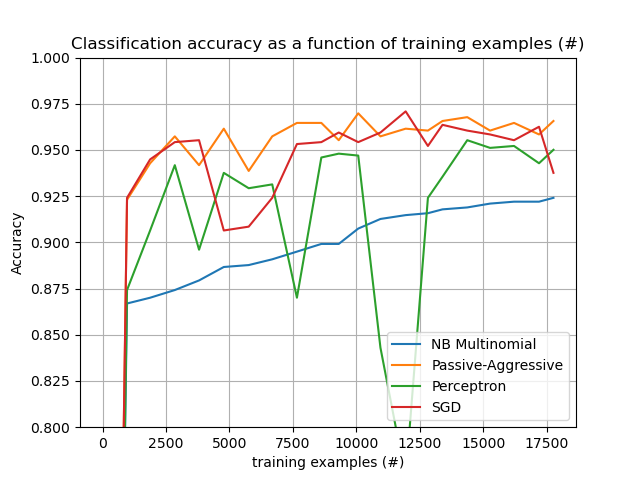 Classification accuracy as a function of training examples (#)
1.000
0.975
0.950
0.925
0.900
0.875
0.850
0.825
0.800
Accuracy
NB Multinomial
Passive-Aggressive
Perceptron
SGD
0 2500 5000 7500 10000 12500 15000 17500
training examples (#)